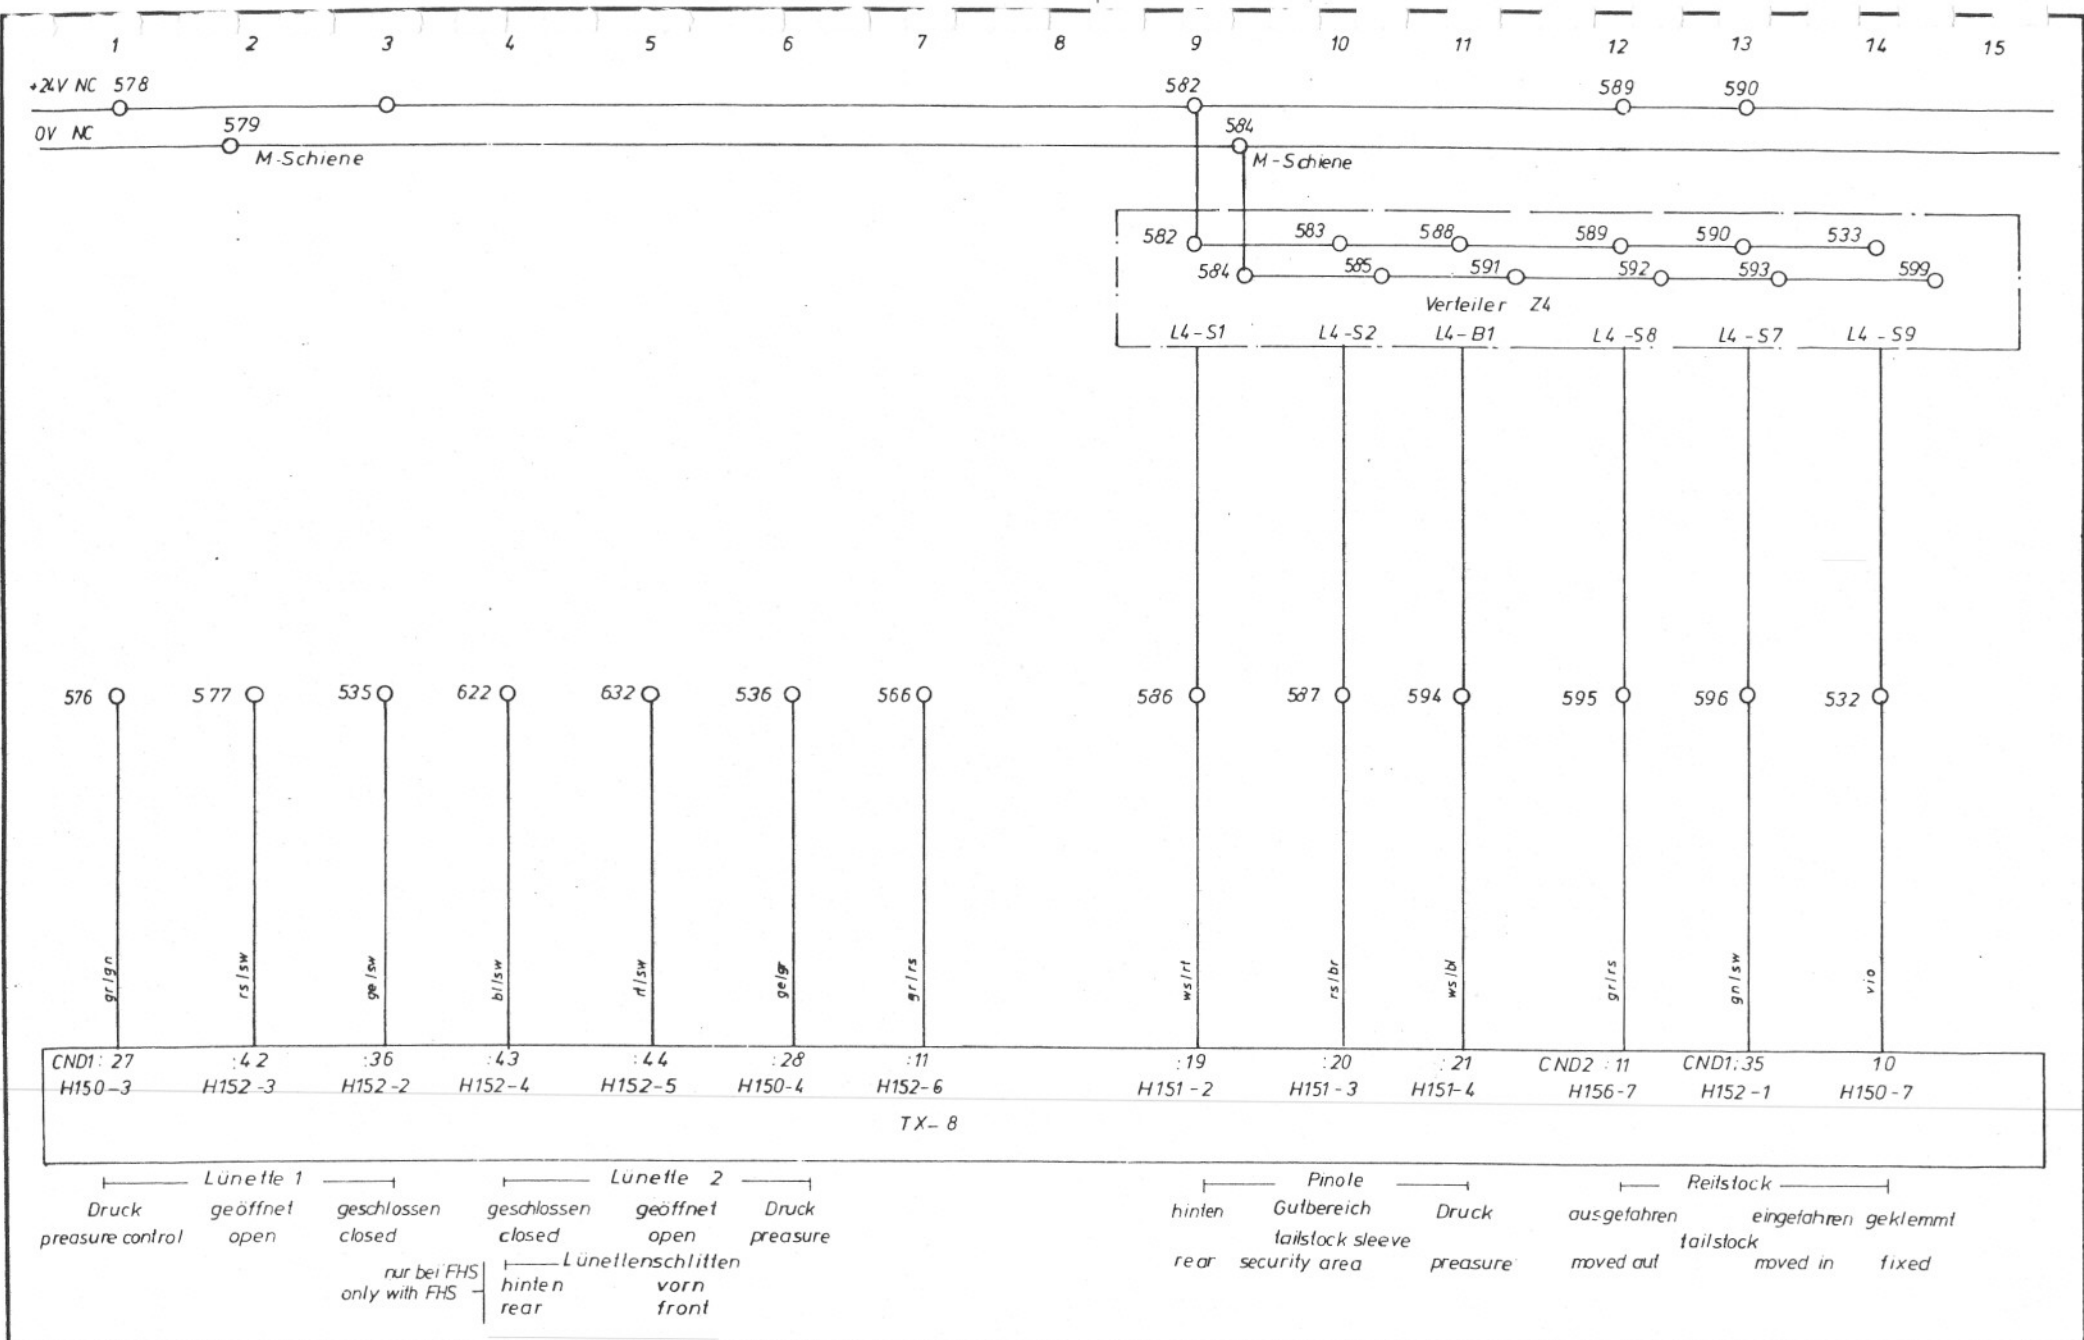 1 2 3 4 5 6 7 8 9 10 11 12 13 14 15
+24V NC 578 582 589 590
0V NC 579 584
M-Schiene M-Schiene
582 583 588 589 590 533
584 585 591 592 593 599
Verteiler Z4
L4-S1 L4-S2 L4-B1 L4-S8 L4-S7 L4-S9
576 577 535 622 632 536 566 586 587 594 595 596 532
gr/gn rs/sw ge/sw bl/sw rt/sw ge/gr gr/rs ws/rt rs/br ws/bl gr/rs gn/sw vio
CND1:27 :42 :36 :43 :44 :28 :11 :19 :20 :21 CND2:11 CND1:35 10
H150-3 H152-3 H152-2 H152-4 H152-5 H150-4 H152-6 H151-2 H151-3 H151-4 H156-7 H152-1 H150-7
TX-8
Lünette 1 Lünette 2 Pinole Reitstock
Druck geöffnet geschlossen geschlossen geöffnet Druck hinten Gutbereich Druck ausgefahren eingefahren geklemmt
preasure control open closed closed open preasure tailstock sleeve tailstock
rear security area preasure moved out moved in fixed
nur bei FHS Lünettenschlitten
only with FHS hinten vorn
rear front